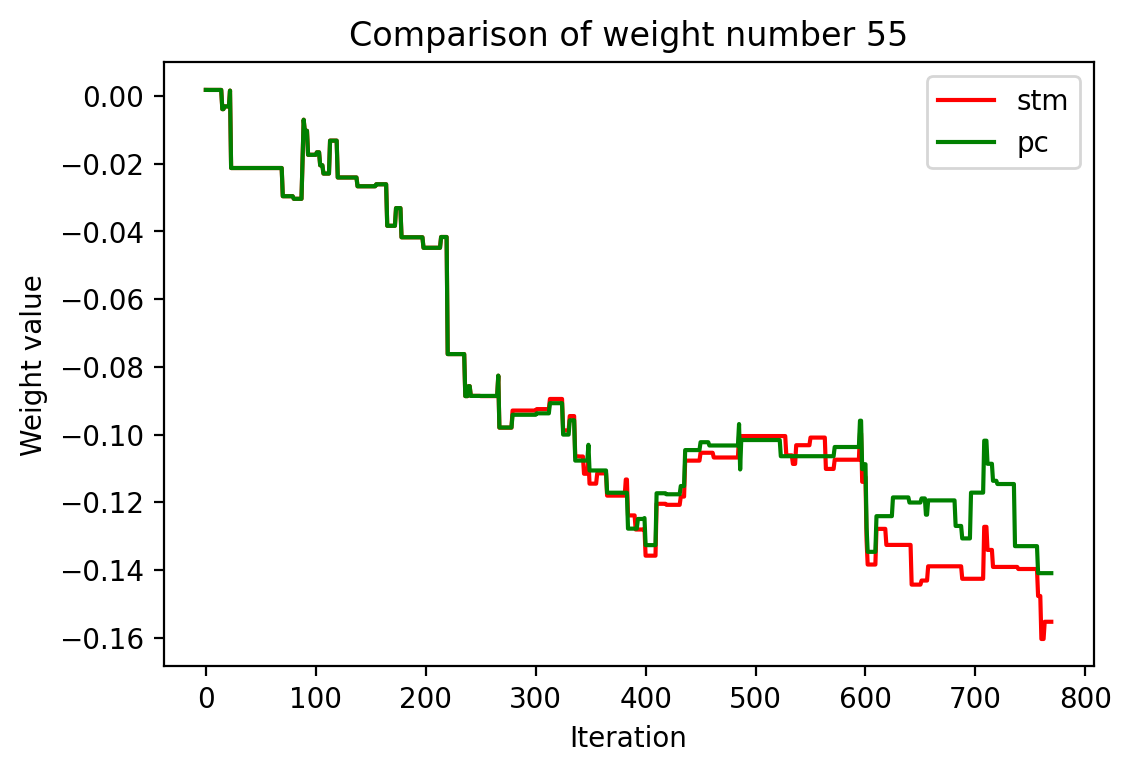 Comparison of weight number 55
stm
pc
Weight value
0.00
−0.02
−0.04
−0.06
−0.08
−0.10
−0.12
−0.14
−0.16
0 100 200 300 400 500 600 700 800
Iteration